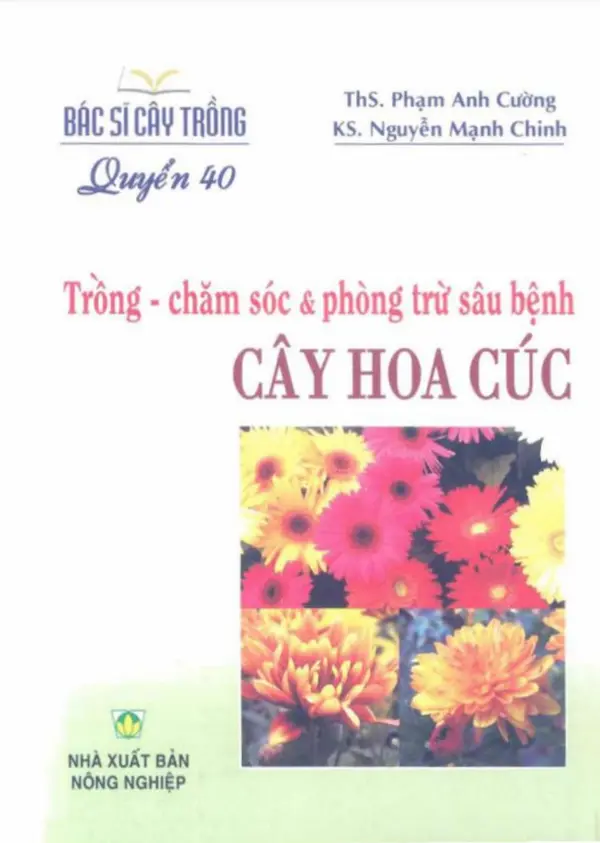 BÁC SĨ CÂY TRỒNG
Quyển 40
ThS. Phạm Anh Cường
KS. Nguyễn Mạnh Chinh
Trồng - chăm sóc & phòng trừ sâu bệnh
CÂY HOA CÚC
NHÀ XUẤT BẢN
NÔNG NGHIỆP